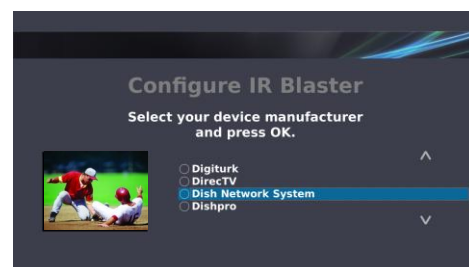 Configure IR Blaster
Select your device manufacturer
and press OK.
Digiturk
DirecTV
Dish Network System
Dishpro